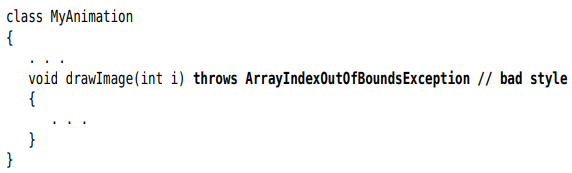 class MyAnimation
{
. . .
void drawImage(int i) throws ArrayIndexOutOfBoundsException // bad style
{
. . .
}
}